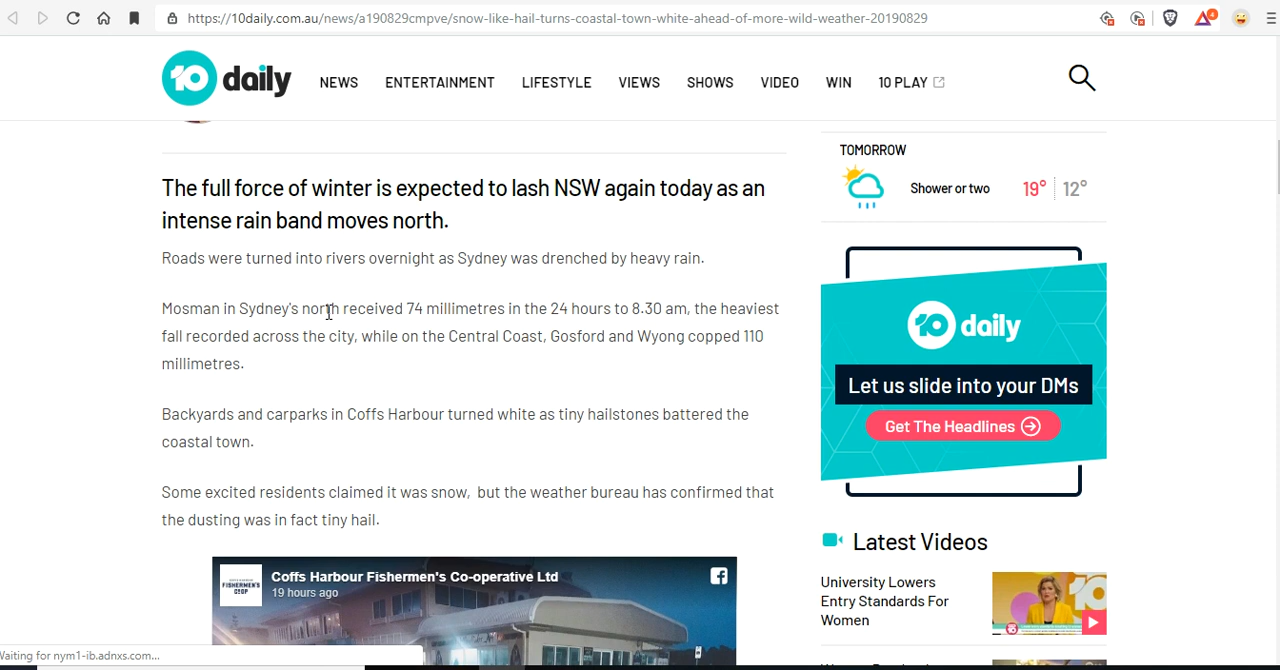 https://10daily.com.au/news/a190829cmpve/snow-like-hail-turns-coastal-town-white-ahead-of-more-wild-weather-20190829
4
10 daily
NEWS ENTERTAINMENT LIFESTYLE VIEWS SHOWS VIDEO WIN 10 PLAY
The full force of winter is expected to lash NSW again today as an
intense rain band moves north.
Roads were turned into rivers overnight as Sydney was drenched by heavy rain.
Mosman in Sydney's north received 74 millimetres in the 24 hours to 8.30 am, the heaviest
fall recorded across the city, while on the Central Coast, Gosford and Wyong copped 110
millimetres.
Backyards and carparks in Coffs Harbour turned white as tiny hailstones battered the
coastal town.
Some excited residents claimed it was snow,  but the weather bureau has confirmed that
the dusting was in fact tiny hail.
COFFS HARBOUR
FISHERMEN'S
CO-OP
Coffs Harbour Fishermen's Co-operative Ltd
19 hours ago
TOMORROW
Shower or two 19° 12°
10 daily
Let us slide into your DMs
Get The Headlines
Latest Videos
University Lowers
Entry Standards For
Women
10
Waiting for nym1-ib.adnxs.com...